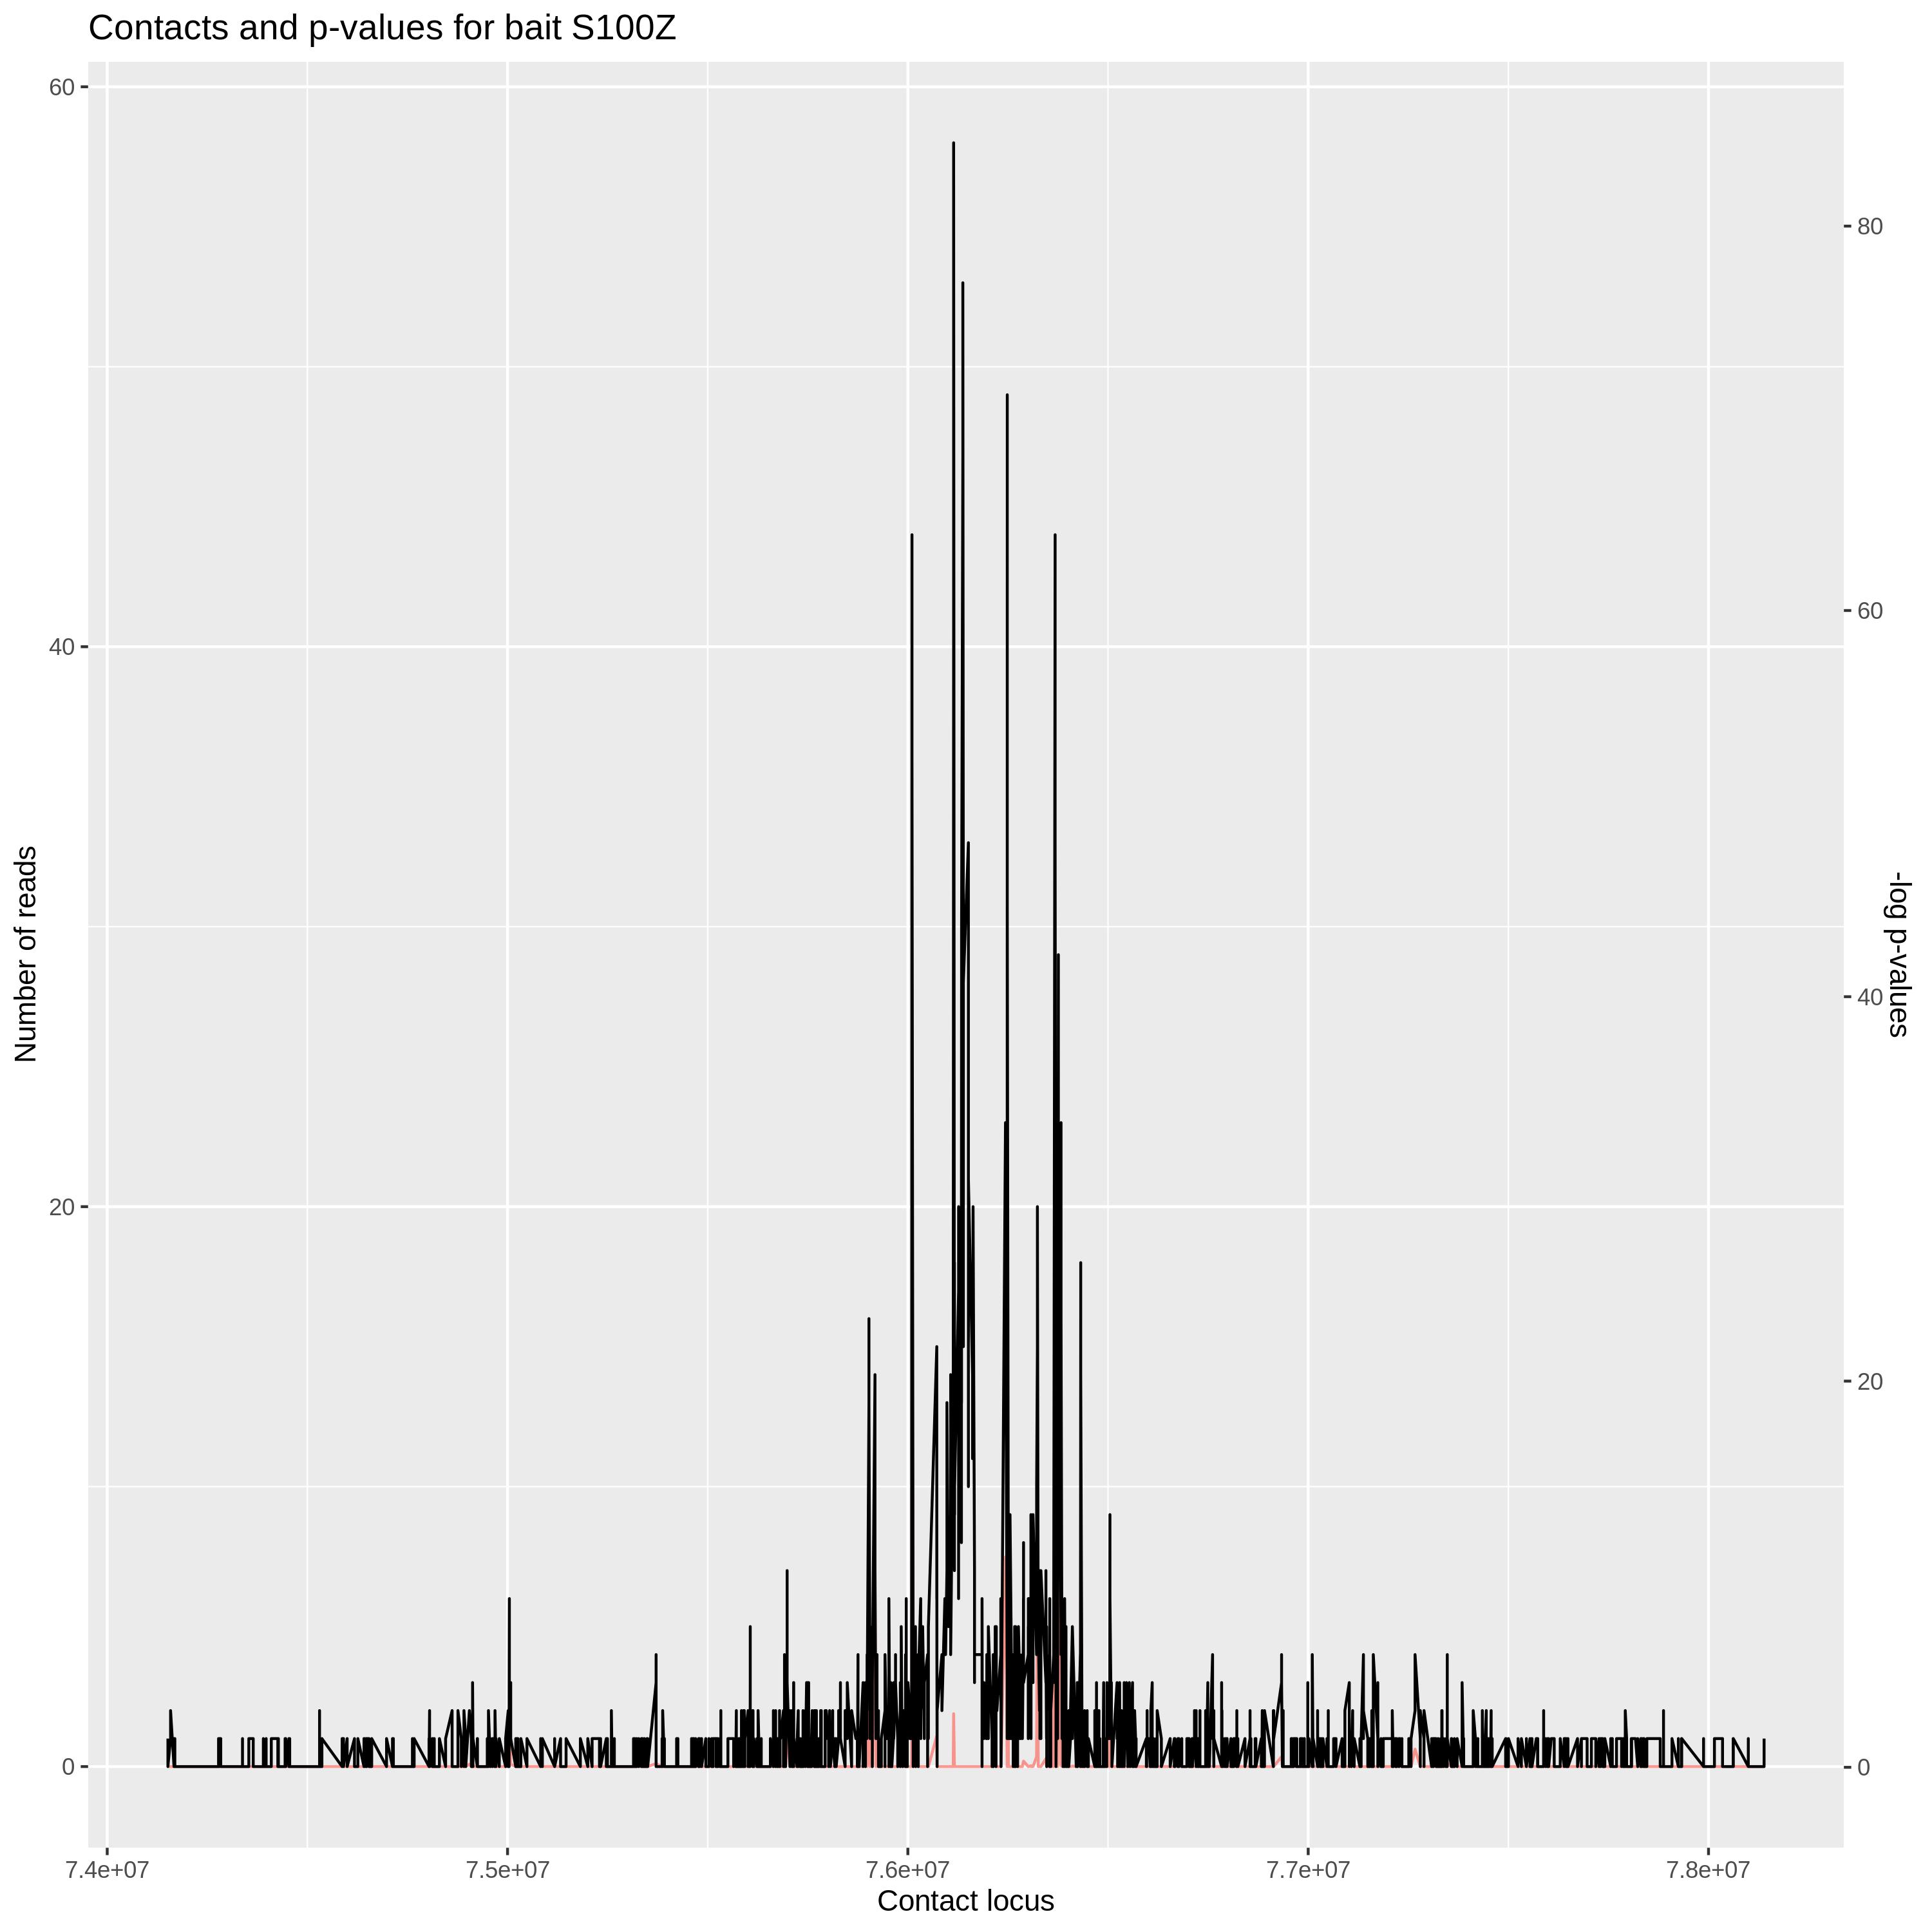 Contacts and p-values for bait S100Z
60
40
20
0
Number of reads
80
60
40
20
0
-log p-values
7.4e+07
7.5e+07
7.6e+07
7.7e+07
7.8e+07
Contact locus